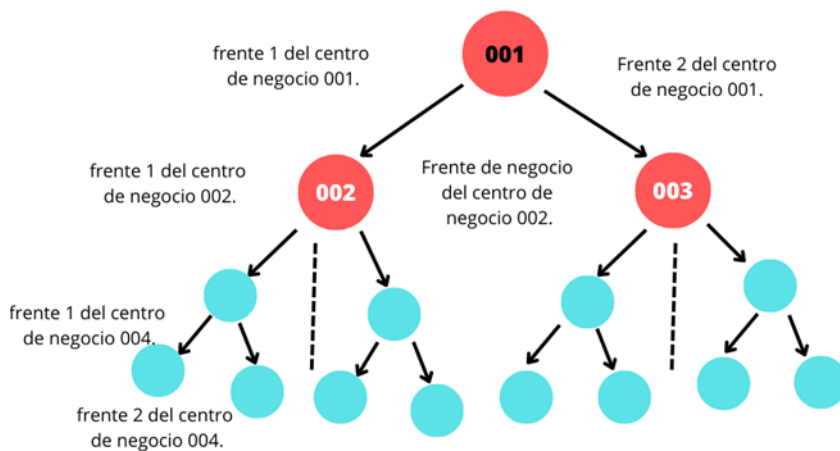 001
frente 1 del centro
de negocio 001.
Frente 2 del centro
de negocio 001.
frente 1 del centro
de negocio 002.
002
Frente de negocio
del centro de
negocio 002.
003
frente 1 del centro
de negocio 004.
frente 2 del centro
de negocio 004.